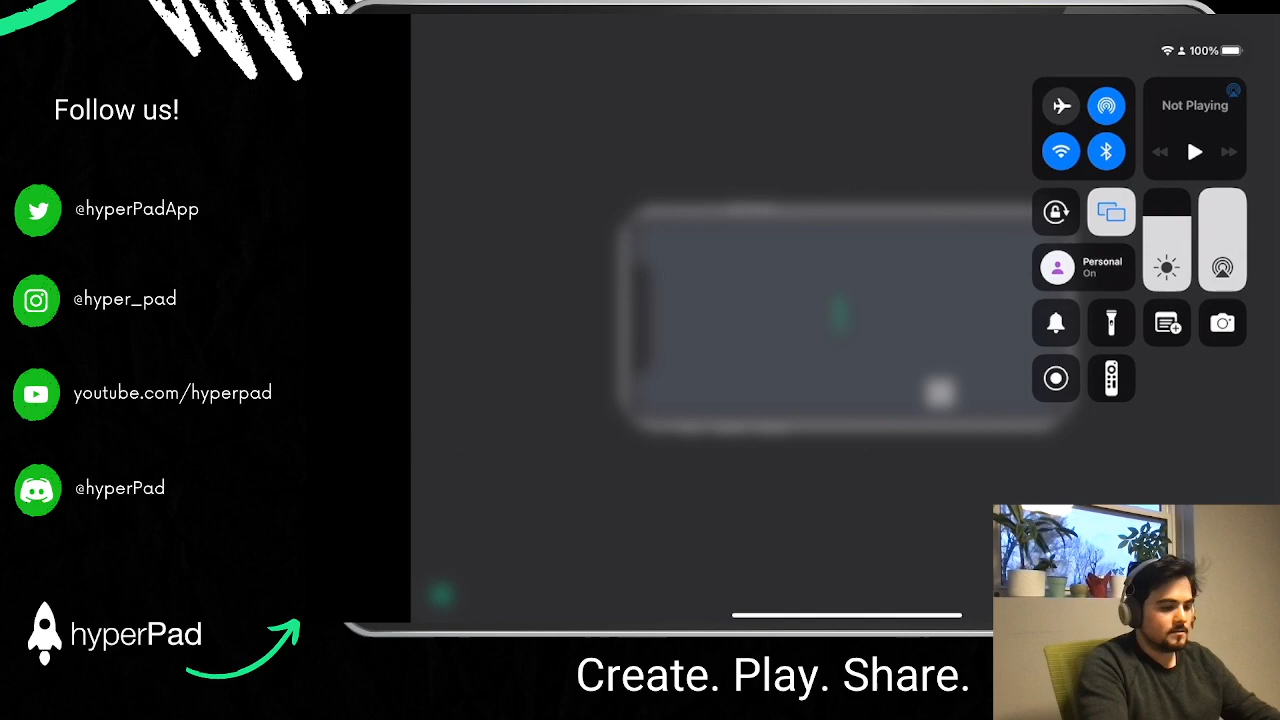 100%
Follow us!
Not Playing
@hyperPadApp
Personal
On
@hyper_pad
youtube.com/hyperpad
@hyperPad
hyperPad
Create. Play. Share.